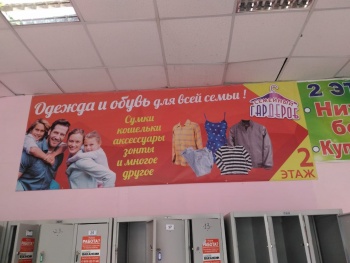 Одежда и обувь для всей семьи!
Сумки
кошельки
аксессуары
зонты
и многое
другое
ГАРДЕРОБ
2
ЭТАЖ
2 ЭТ